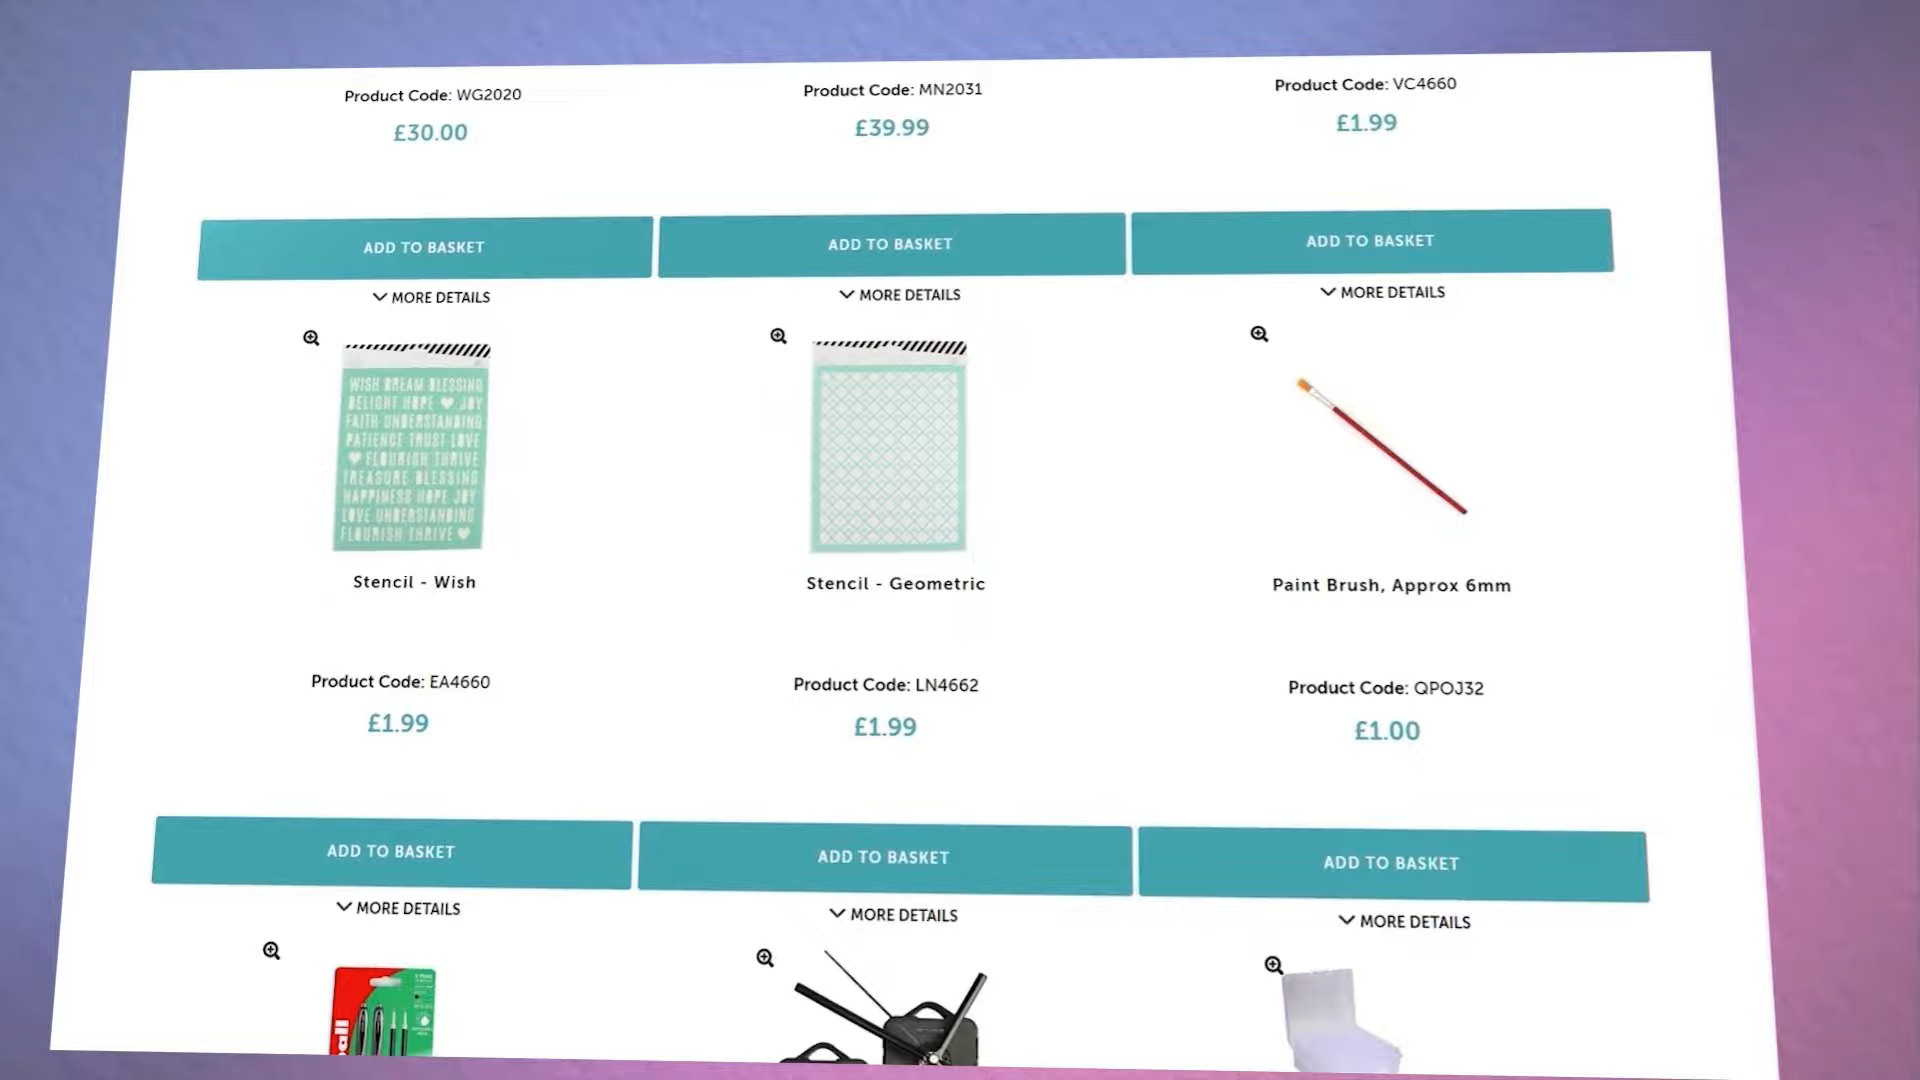 Product Code: WG2020
£30.00
Product Code: MN2031
£39.99
Product Code: VC4660
£1.99
ADD TO BASKET
ADD TO BASKET
ADD TO BASKET
MORE DETAILS
MORE DETAILS
MORE DETAILS
WISH DREAM BLESSING
DELIGHT HOPE ♥ JOY
FAITH UNDERSTANDING
PATIENCE TRUST LOVE
♥ FLOURISH THRIVE
TREASURE BLESSING
HAPPINESS HOPE JOY
LOVE UNDERSTANDING
FLOURISH THRIVE ♥
Stencil - Wish
Stencil - Geometric
Paint Brush, Approx 6mm
Product Code: EA4660
£1.99
Product Code: LN4662
£1.99
Product Code: QPOJ32
£1.00
ADD TO BASKET
ADD TO BASKET
ADD TO BASKET
MORE DETAILS
MORE DETAILS
MORE DETAILS